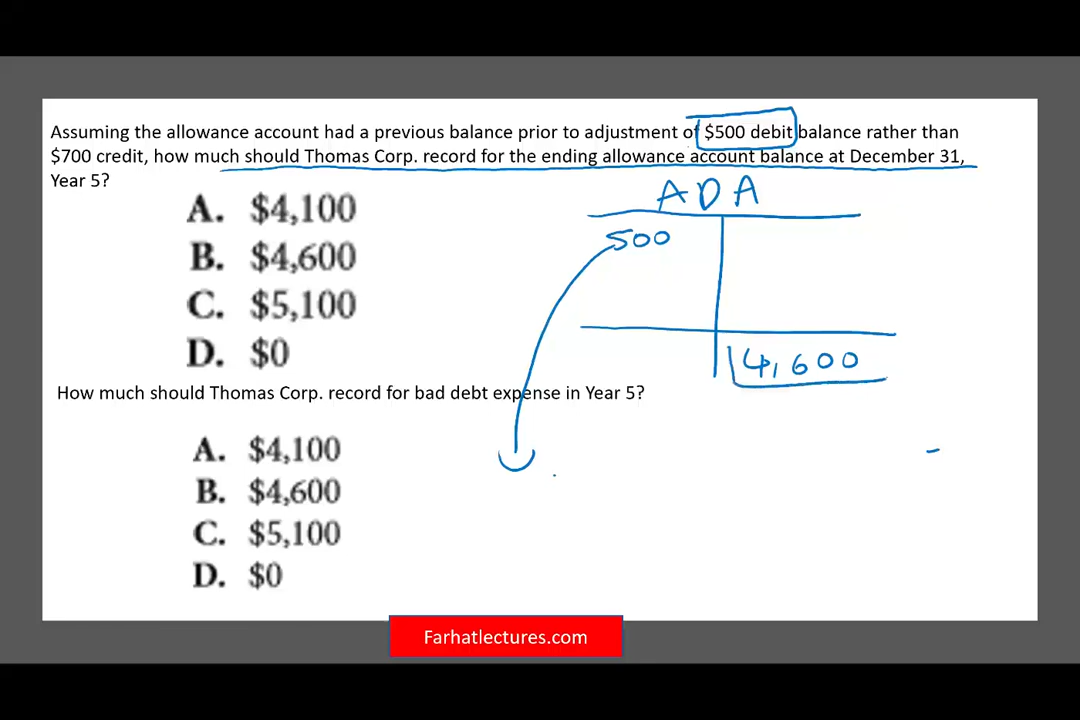 Assuming the allowance account had a previous balance prior to adjustment of $500 debit balance rather than
$700 credit, how much should Thomas Corp. record for the ending allowance account balance at December 31,
Year 5?
A. $4,100
B. $4,600
C. $5,100
D. $0
ADA
500
4,600
How much should Thomas Corp. record for bad debt expense in Year 5?
A. $4,100
B. $4,600
C. $5,100
D. $0
Farhatlectures.com